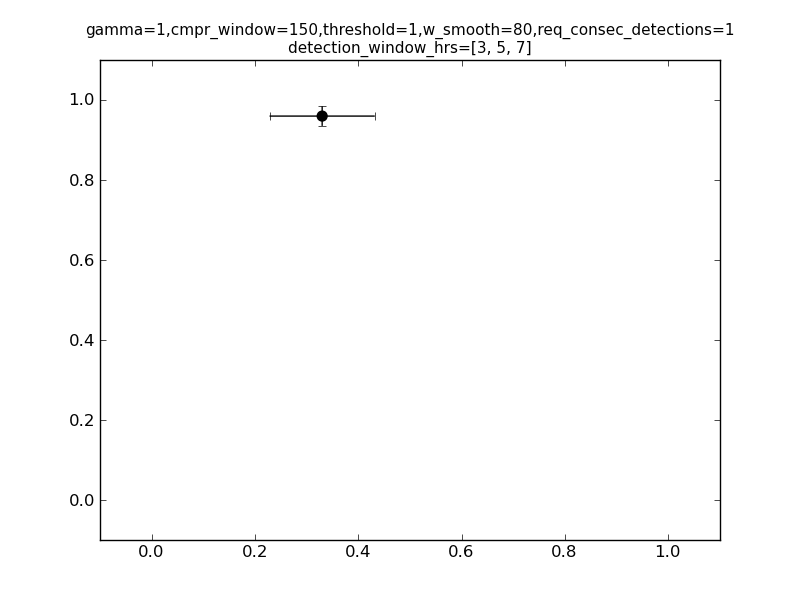 gamma=1,cmpr_window=150,threshold=1,w_smooth=80,req_consec_detections=1
detection_window_hrs=[3, 5, 7]
1.0
0.8
0.6
0.4
0.2
0.0
0.0 0.2 0.4 0.6 0.8 1.0